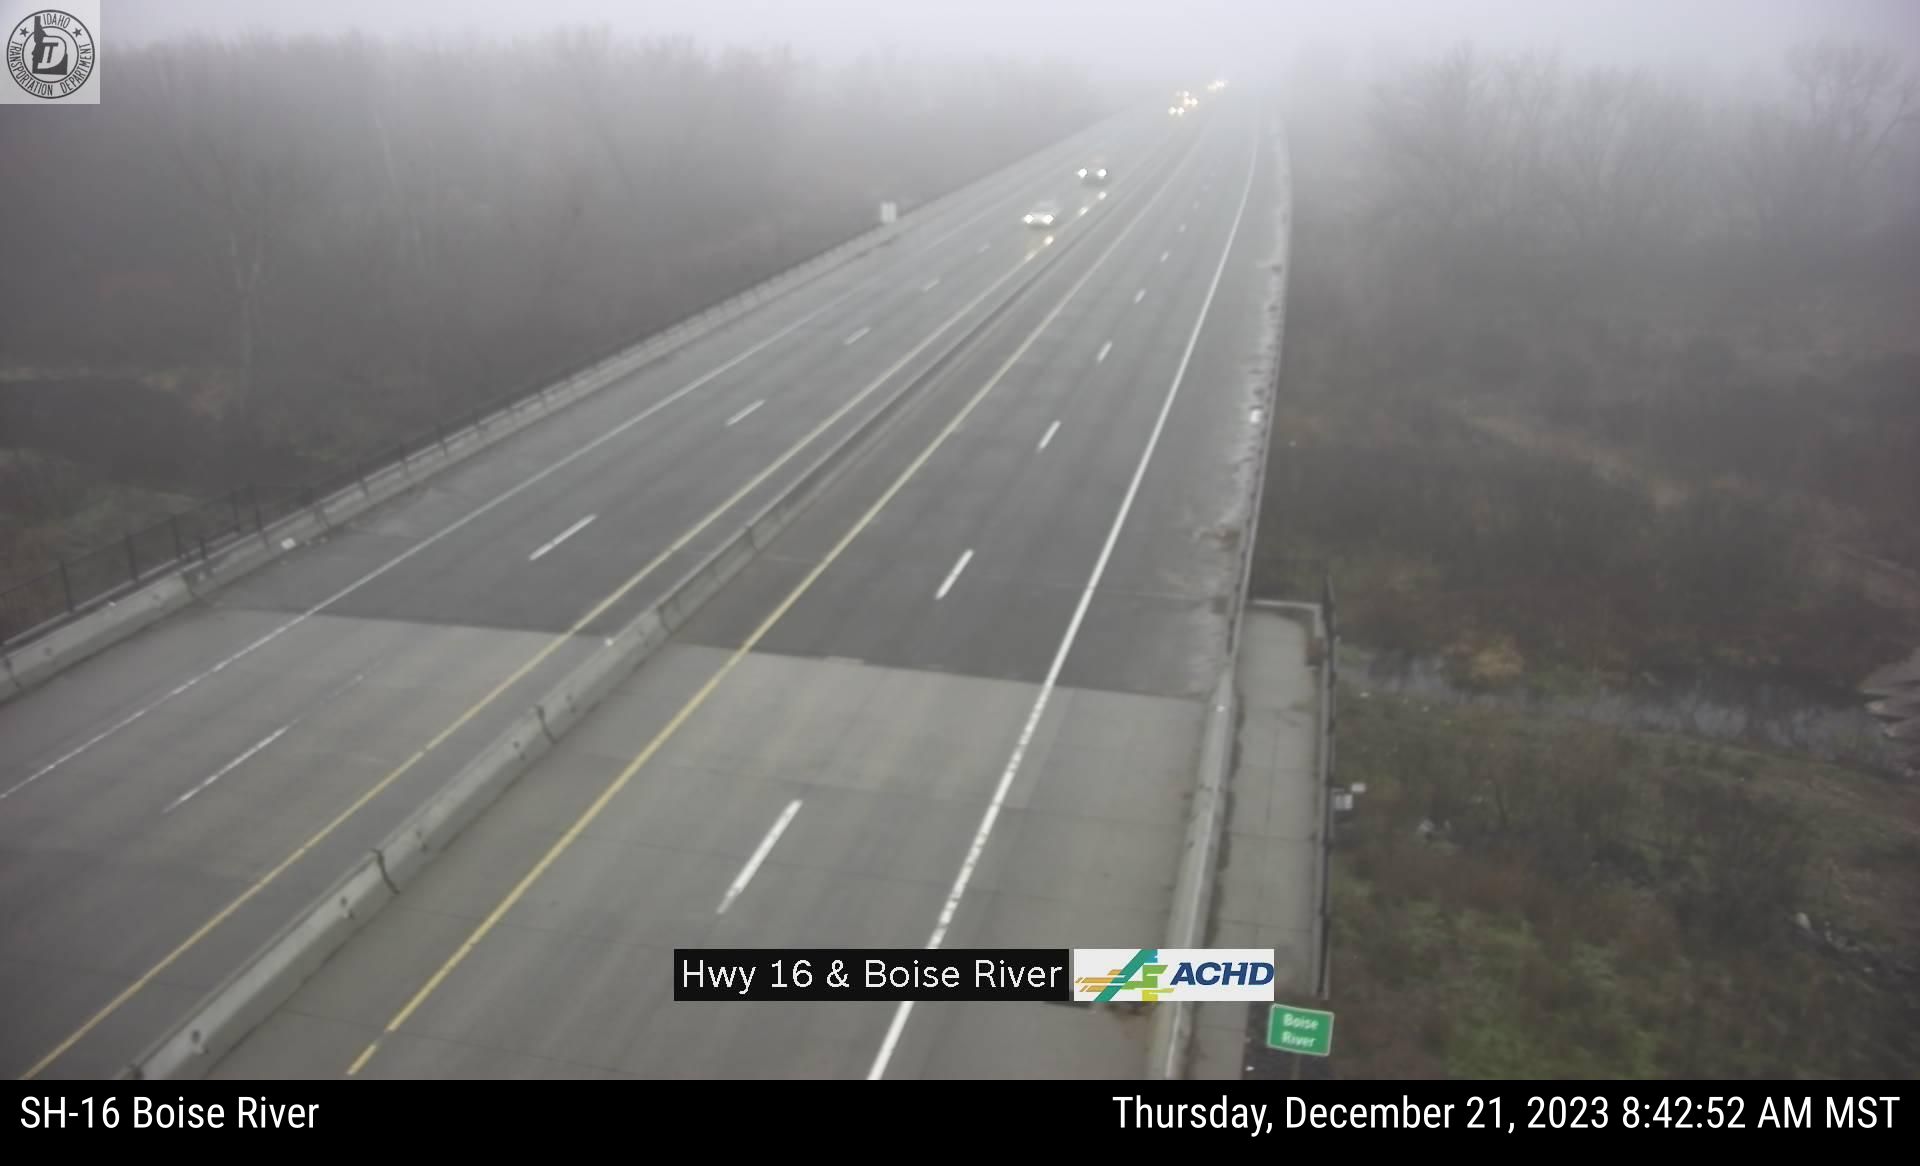 IDAHO
TRANSPORTATION DEPARTMENT
Hwy 16 & Boise River
ACHD
Boise
River
SH-16 Boise River
Thursday, December 21, 2023 8:42:52 AM MST